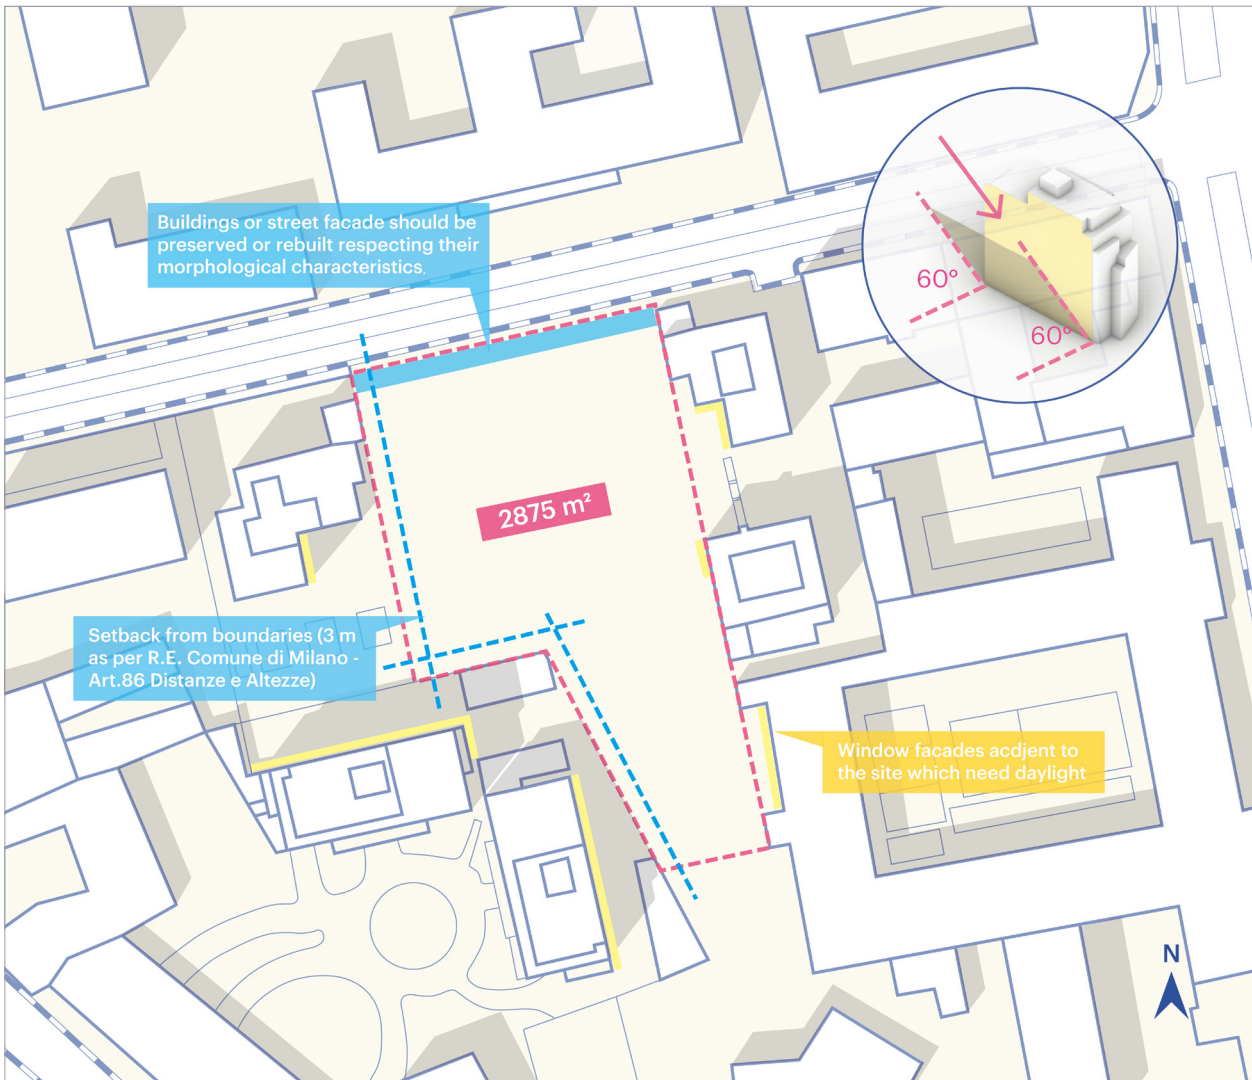 Buildings or street facade should be
preserved or rebuilt respecting their
morphological characteristics.
60°
60°
2875 m²
Setback from boundaries (3 m
as per R.E. Comune di Milano -
Art.86 Distanze e Altezze)
Window facades acdjent to
the site which need daylight
N